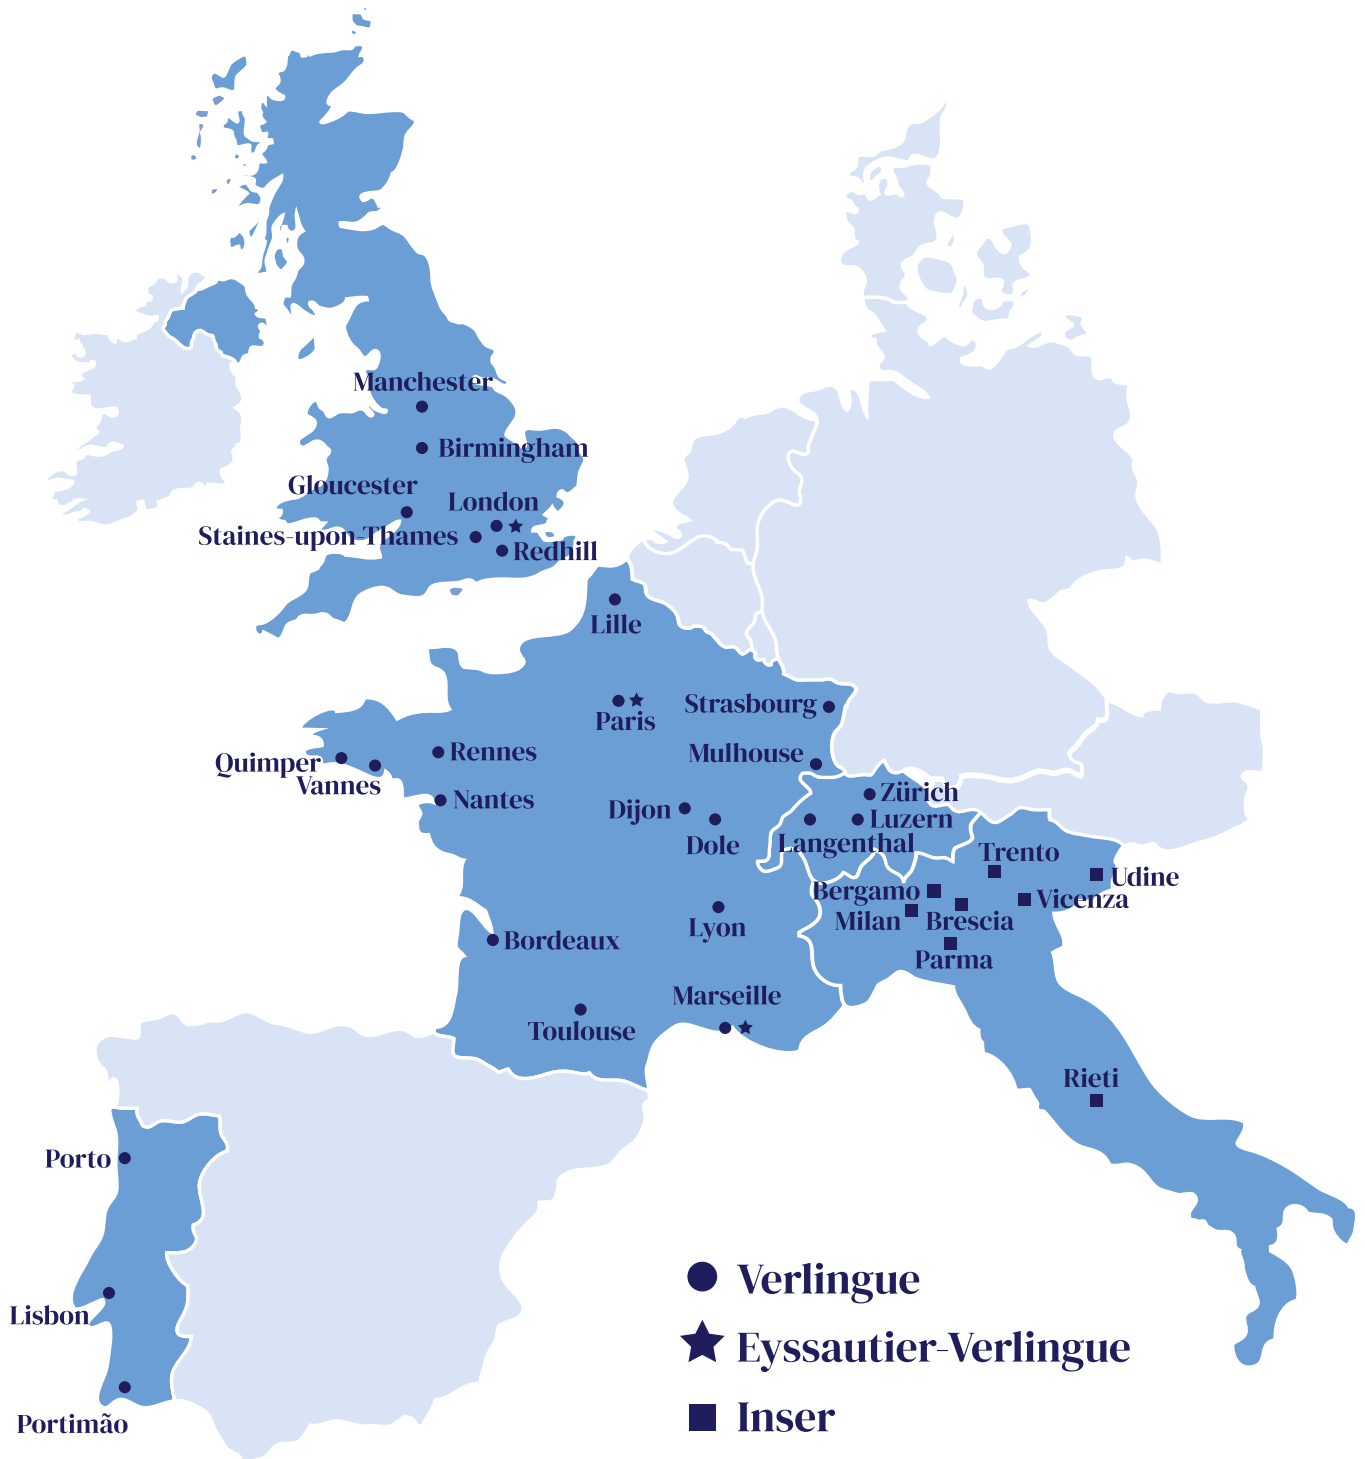 Manchester
Birmingham
Gloucester
London
Staines-upon-Thames
Redhill
Lille
Paris
Strasbourg
Mulhouse
Quimper
Vannes
Rennes
Nantes
Dijon
Dole
Zürich
Luzern
Langenthal
Trento
Udine
Bergamo
Vicenza
Milan
Brescia
Lyon
Bordeaux
Parma
Marseille
Toulouse
Rieti
Porto
Lisbon
Portimão
Verlingue
Eyssautier-Verlingue
Inser